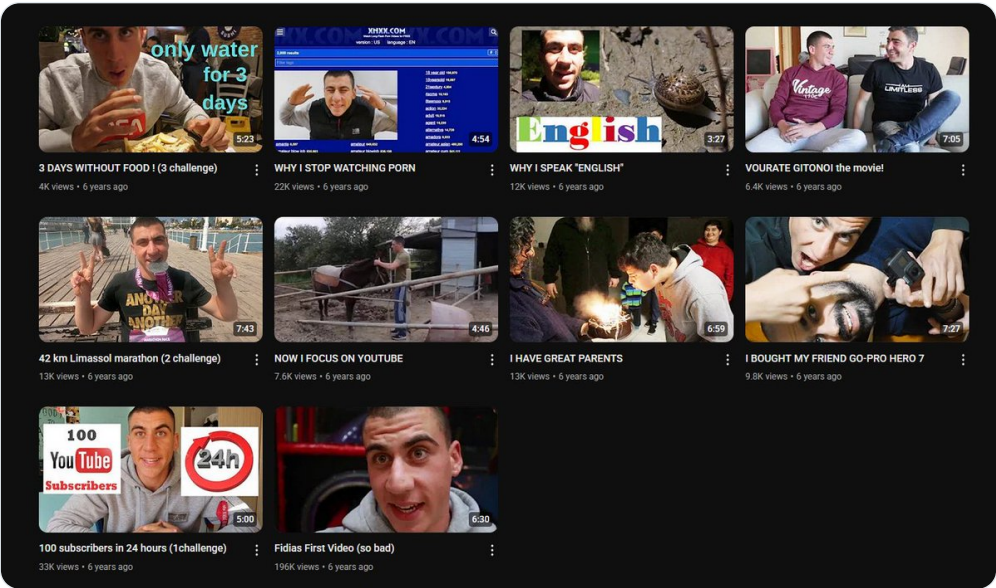 only water
for 3
days
5:23
3 DAYS WITHOUT FOOD ! (3 challenge)
4K views • 6 years ago
XHXX.COM
version : US language : EN
4:54
WHY I STOP WATCHING PORN
22K views • 6 years ago
English
3:27
WHY I SPEAK "ENGLISH"
12K views • 6 years ago
Vintage
LIMITLESS
7:05
VOURATE GITONOI the movie!
6.4K views • 6 years ago
ANOTHER
DAY
ANOTHER
7:43
42 km Limassol marathon (2 challenge)
13K views • 6 years ago
4:46
NOW I FOCUS ON YOUTUBE
7.6K views • 6 years ago
6:59
I HAVE GREAT PARENTS
13K views • 6 years ago
7:27
I BOUGHT MY FRIEND GO-PRO HERO 7
9.8K views • 6 years ago
100
YouTube
Subscribers
24h
5:00
100 subscribers in 24 hours (1challenge)
33K views • 6 years ago
6:30
Fidias First Video (so bad)
196K views • 6 years ago